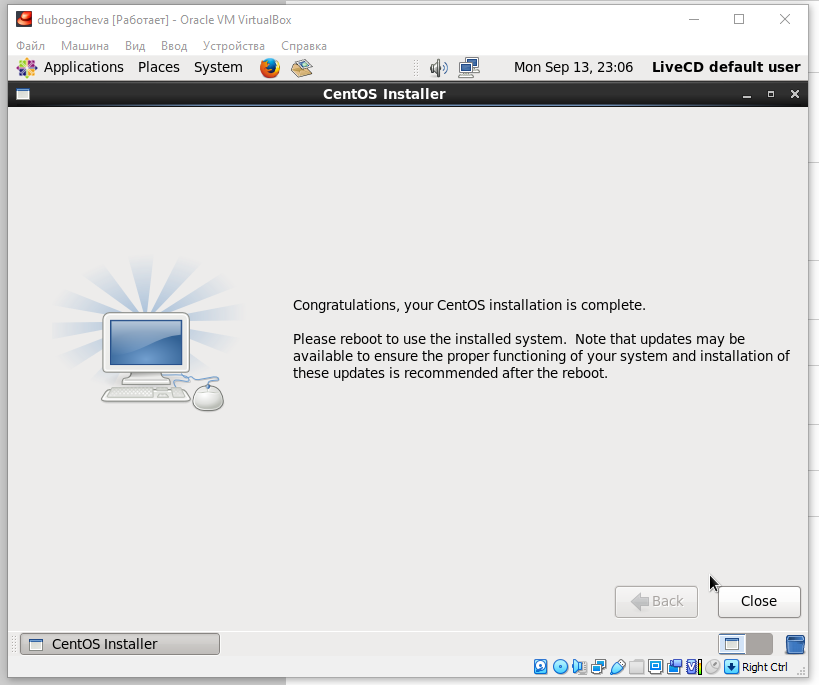 dubogacheva [Работает] - Oracle VM VirtualBox
Файл Машина Вид Ввод Устройства Справка
Applications Places System Mon Sep 13, 23:06 LiveCD default user
CentOS Installer
Congratulations, your CentOS installation is complete.
Please reboot to use the installed system. Note that updates may be
available to ensure the proper functioning of your system and installation of
these updates is recommended after the reboot.
Back Close
CentOS Installer
Right Ctrl